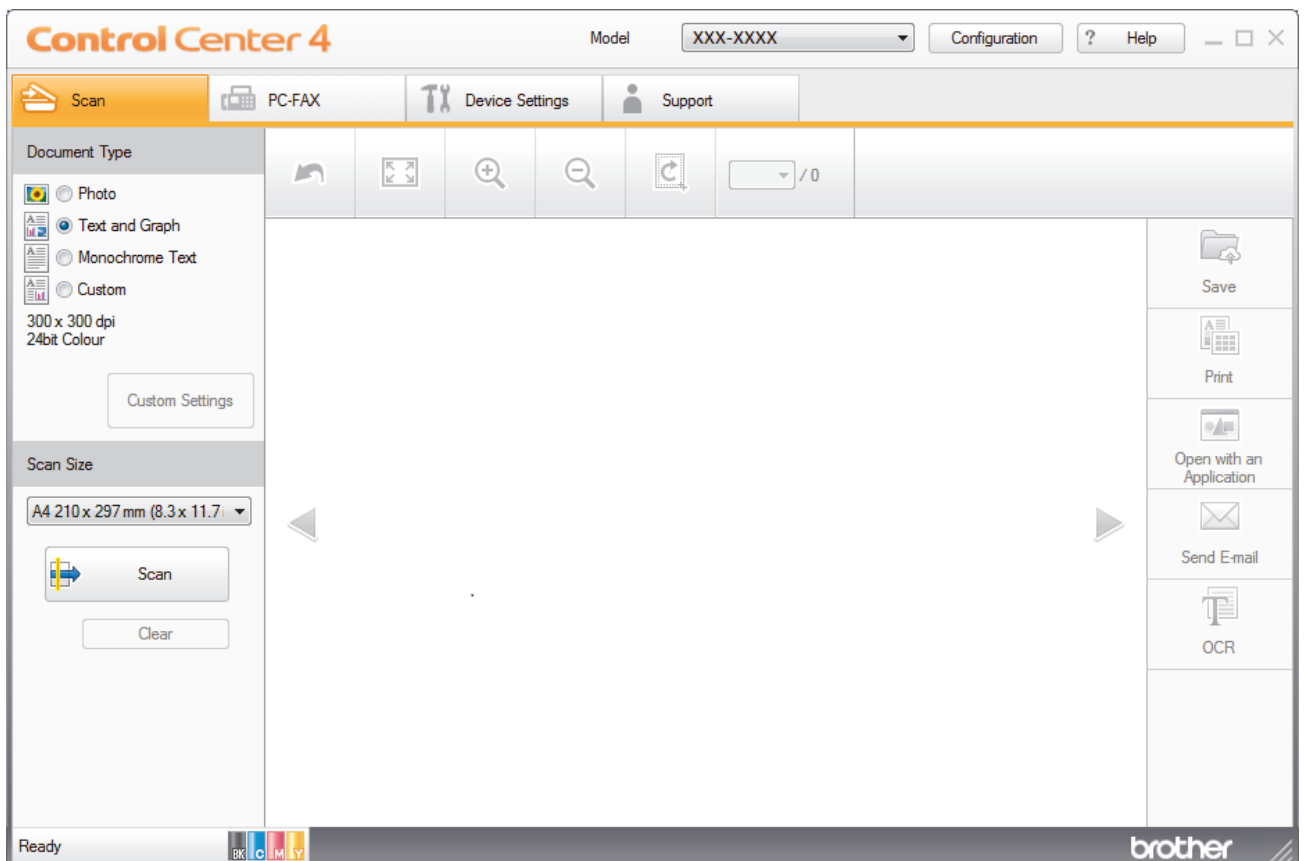 Control Center 4
Model
XXX-XXXX
Configuration
? Help
Scan
PC-FAX
Device Settings
Support
Document Type
/ 0
Photo
Text and Graph
Monochrome Text
Custom
300 x 300 dpi
24bit Colour
Custom Settings
Scan Size
A4 210 x 297 mm (8.3 x 11.7
Scan
Clear
Save
Print
Open with an
Application
Send E-mail
OCR
Ready
BK C M Y
brother